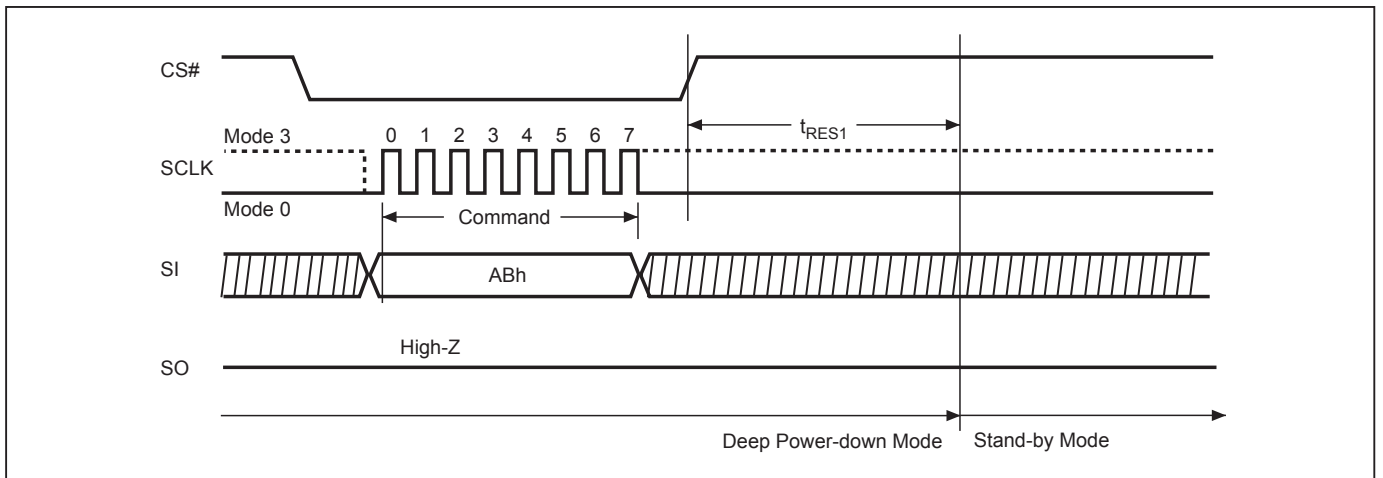 CS#
tRES1
Mode 3
0 1 2 3 4 5 6 7
SCLK
Mode 0
Command
SI
ABh
High-Z
SO
Deep Power-down Mode
Stand-by Mode